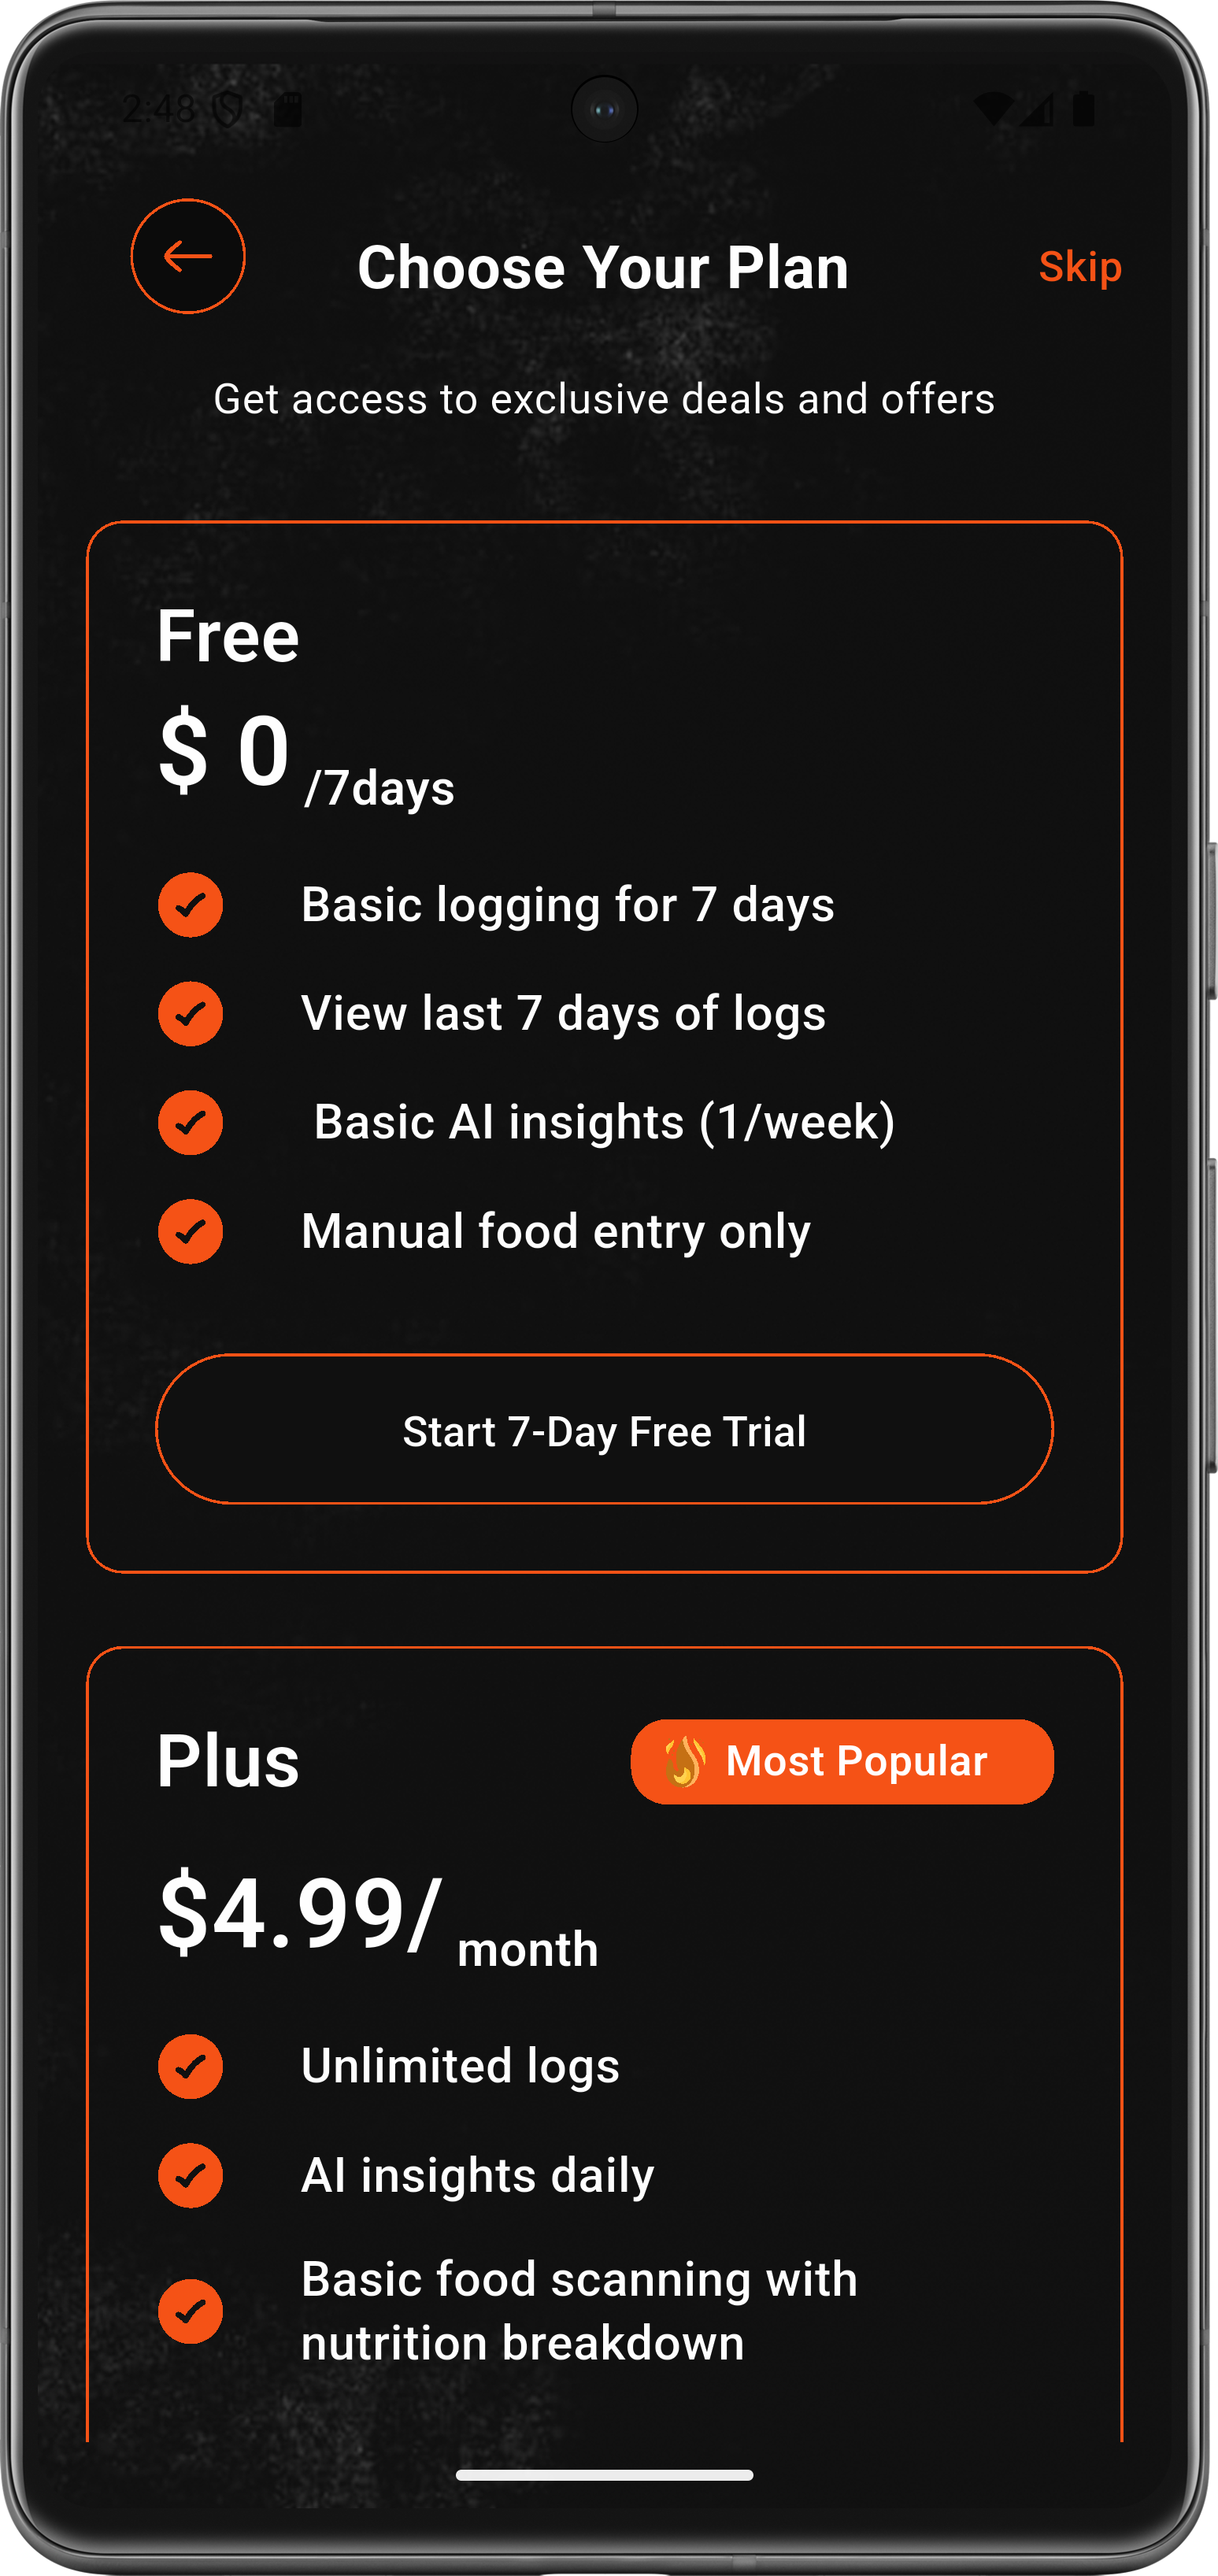 2:48
Choose Your Plan
Skip
Get access to exclusive deals and offers
Free
$ 0 /7days
Basic logging for 7 days
View last 7 days of logs
Basic AI insights (1/week)
Manual food entry only
Start 7-Day Free Trial
Plus
Most Popular
$4.99/ month
Unlimited logs
AI insights daily
Basic food scanning with
nutrition breakdown